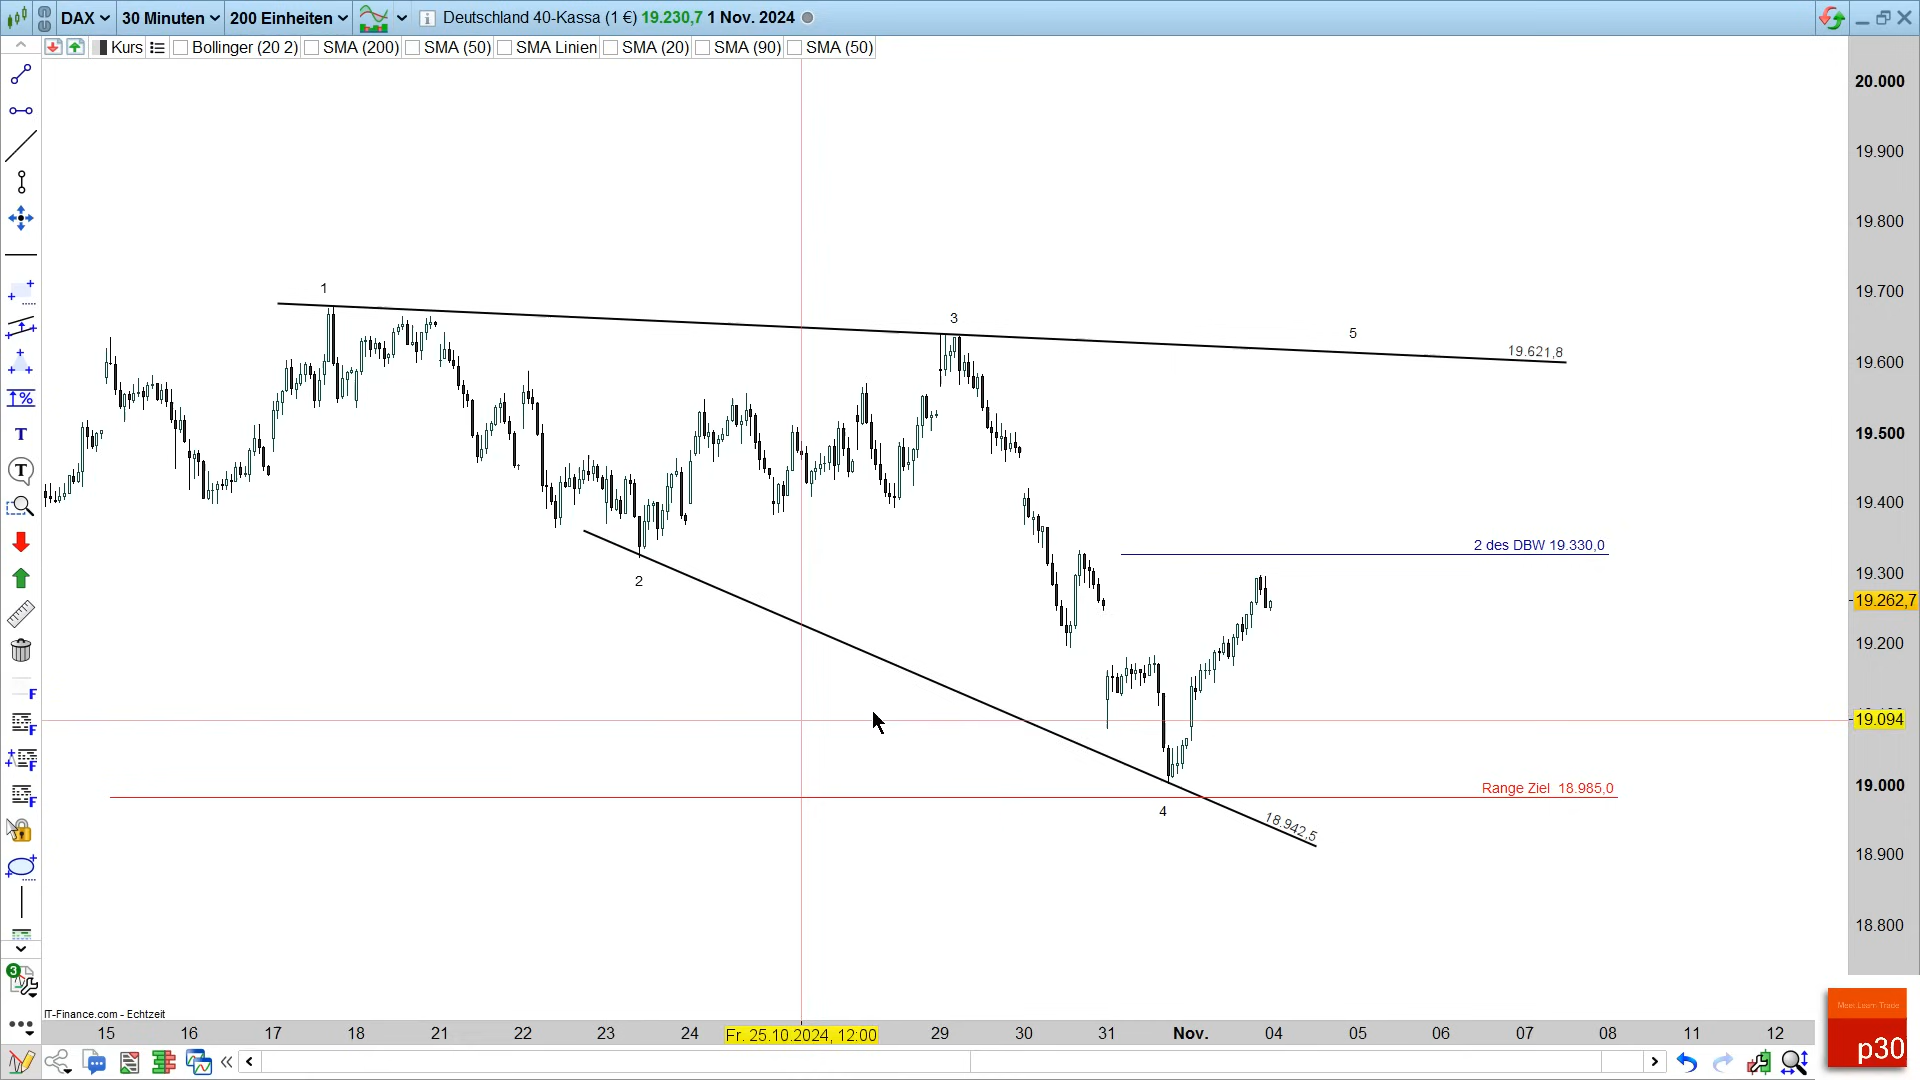 DAX 30 Minuten 200 Einheiten Deutschland 40-Kassa (1 €) 19.230,7 1 Nov. 2024
Kurs Bollinger (20 2) SMA (200) SMA (50) SMA Linien SMA (20) SMA (90) SMA (50)
20.000
19.900
19.800
19.700
19.600
19.500
19.400
19.300
19.262,7
19.200
19.094
19.000
18.900
18.800
1
3
5
19.621,8
2 des DBW 19.330,0
2
Range Ziel 18.985,0
4
18.942,5
T
T
%
F
F
F
F
3
IT-Finance.com - Echtzeit
15 16 17 18 21 22 23 24 Fr. 25.10.2024, 12:00 29 30 31 Nov. 04 05 06 07 08 11 12
Mein Learn Trade
p30